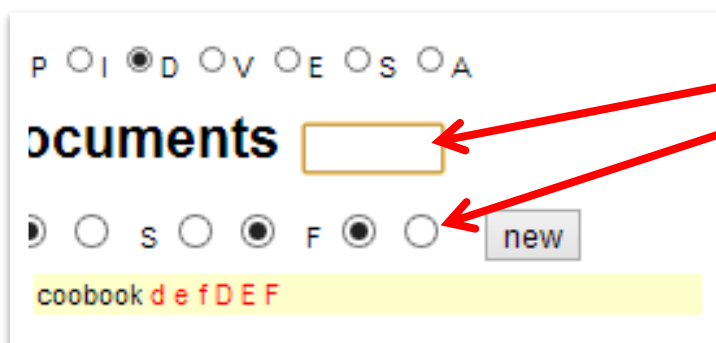 P I D V E S A
ocuments
S F new
coobook d e f D E F